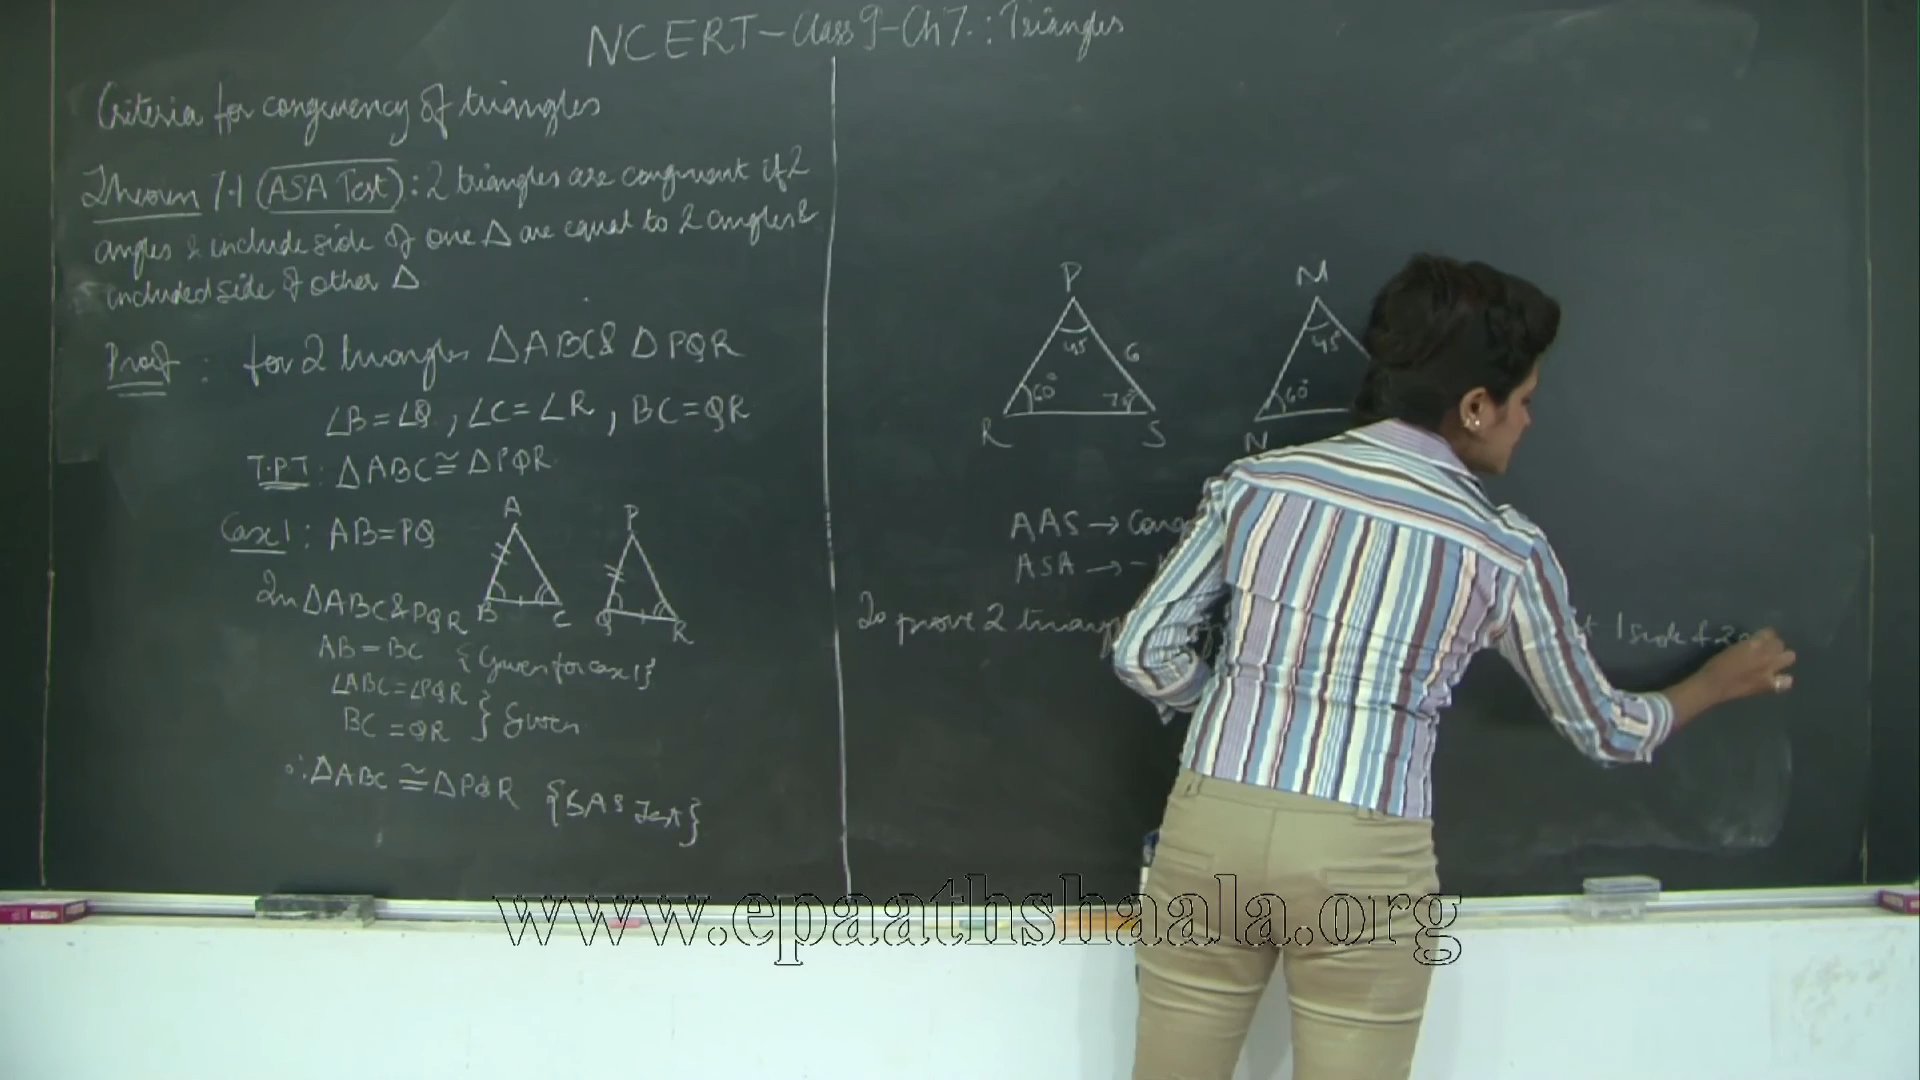 NCERT - Class 9 - Ch 7 : Triangles
Criteria for congruency of triangles
Theorem 7.1 (ASA Test) : 2 triangles are congruent if 2
angles & include side of one Δ are equal to 2 angles &
included side of other Δ
Proof : for 2 triangles ΔABC & ΔPQR
∠B = ∠Q , ∠C = ∠R , BC = QR
T.P.T : ΔABC ≅ ΔPQR
Case 1 : AB = PQ
A
P
B
C
Q
R
In ΔABC & PQR
AB = BC {Given for case 1}
∠ABC = ∠PQR
BC = QR } Given
∴ ΔABC ≅ ΔPQR {SAS Test}
P
45
6
60°
75°
R
S
M
45
60°
N
AAS →
ASA →
To prove 2
1 side & 2
www.epaathshaala.org